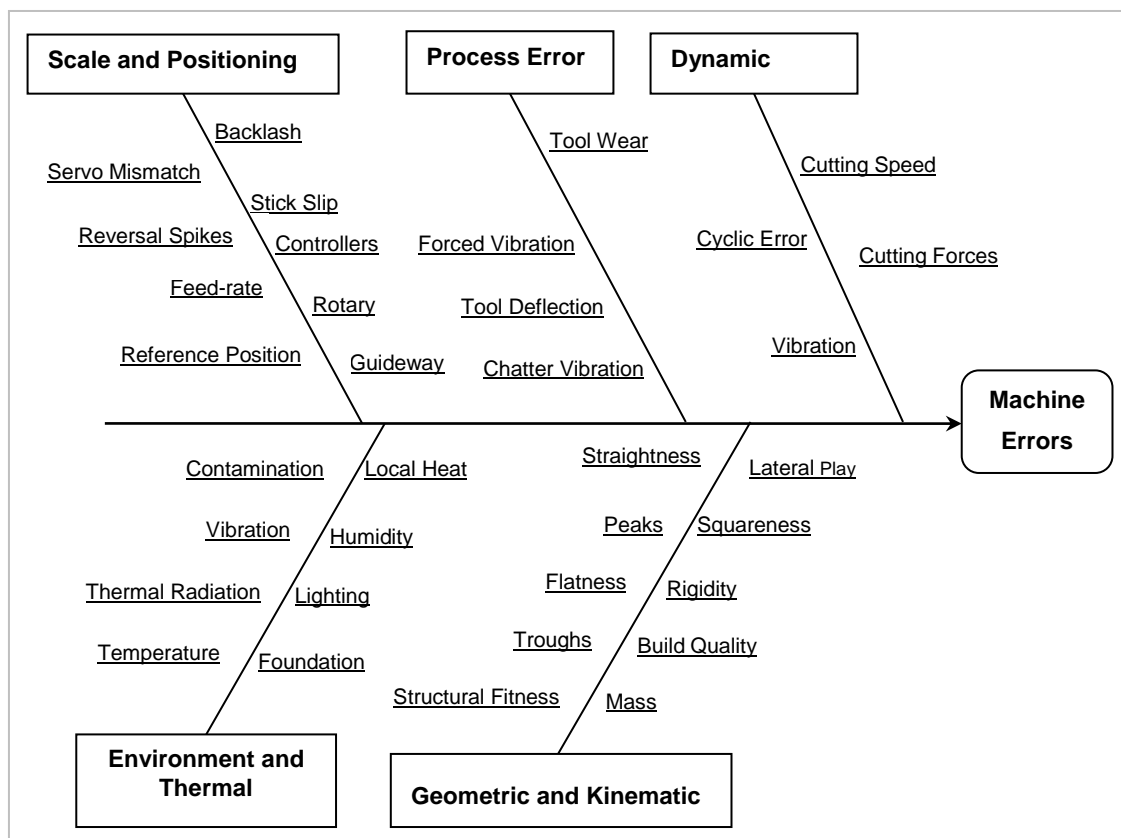 Scale and Positioning
Process Error
Dynamic
Backlash
Tool Wear
Servo Mismatch
Cutting Speed
Stick Slip
Reversal Spikes
Controllers
Forced Vibration
Cyclic Error
Cutting Forces
Feed-rate
Rotary
Tool Deflection
Reference Position
Guideway
Chatter Vibration
Vibration
Machine
Errors
Contamination
Local Heat
Straightness
Lateral Play
Vibration
Humidity
Peaks
Squareness
Thermal Radiation
Lighting
Flatness
Rigidity
Temperature
Foundation
Troughs
Build Quality
Structural Fitness
Mass
Environment and
Thermal
Geometric and Kinematic